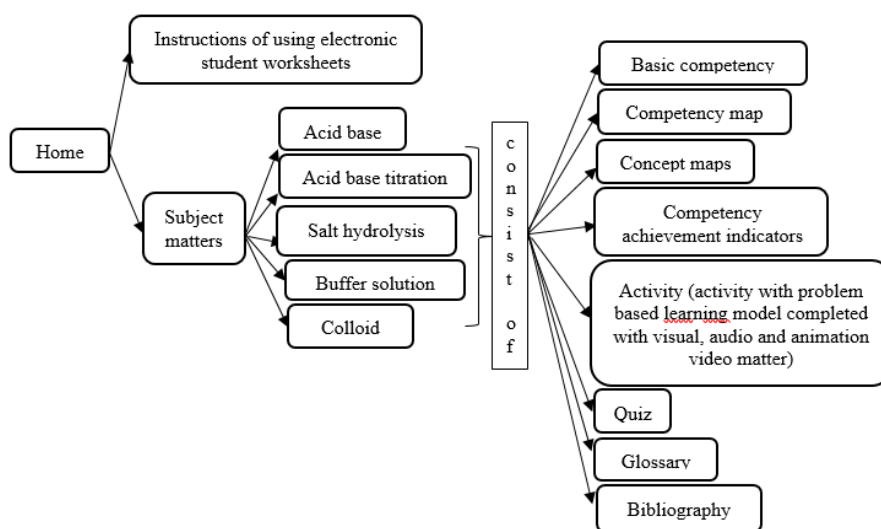 Home
Instructions of using electronic
student worksheets
Subject
matters
Acid base
Acid base titration
Salt hydrolysis
Buffer solution
Colloid
consist of
Basic competency
Competency map
Concept maps
Competency
achievement indicators
Activity (activity with problem
based learning model completed
with visual, audio and animation
video matter)
Quiz
Glossary
Bibliography